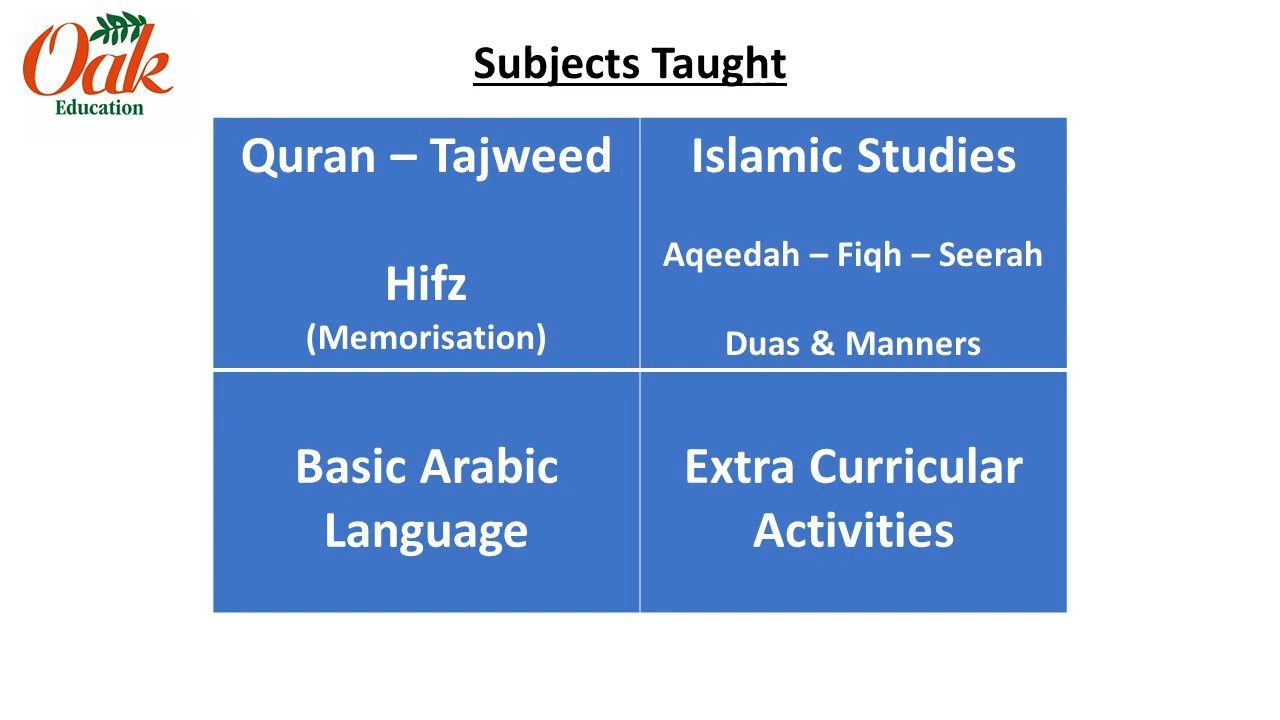 Oak
Education
Subjects Taught
Quran – Tajweed
Hifz
(Memorisation)
Islamic Studies
Aqeedah – Fiqh – Seerah
Duas & Manners
Basic Arabic
Language
Extra Curricular
Activities